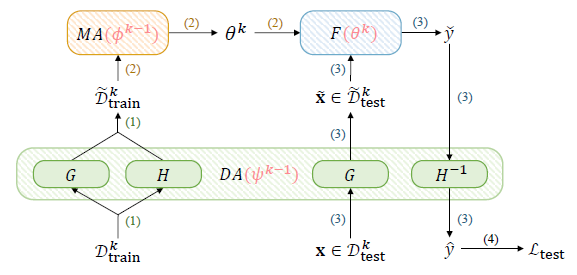 MA(ϕ^{k−1}) (2) θ^k (2) F(θ^k) (3) y̌
(2) (3) (3)
𝒟̃^k_train x̃ ∈ 𝒟̃^k_test
(1) (3)
G H DA(ψ^{k−1}) G H^{−1}
(1) (3) (3)
𝒟^k_train x ∈ 𝒟^k_test ŷ (4) ℒ_test